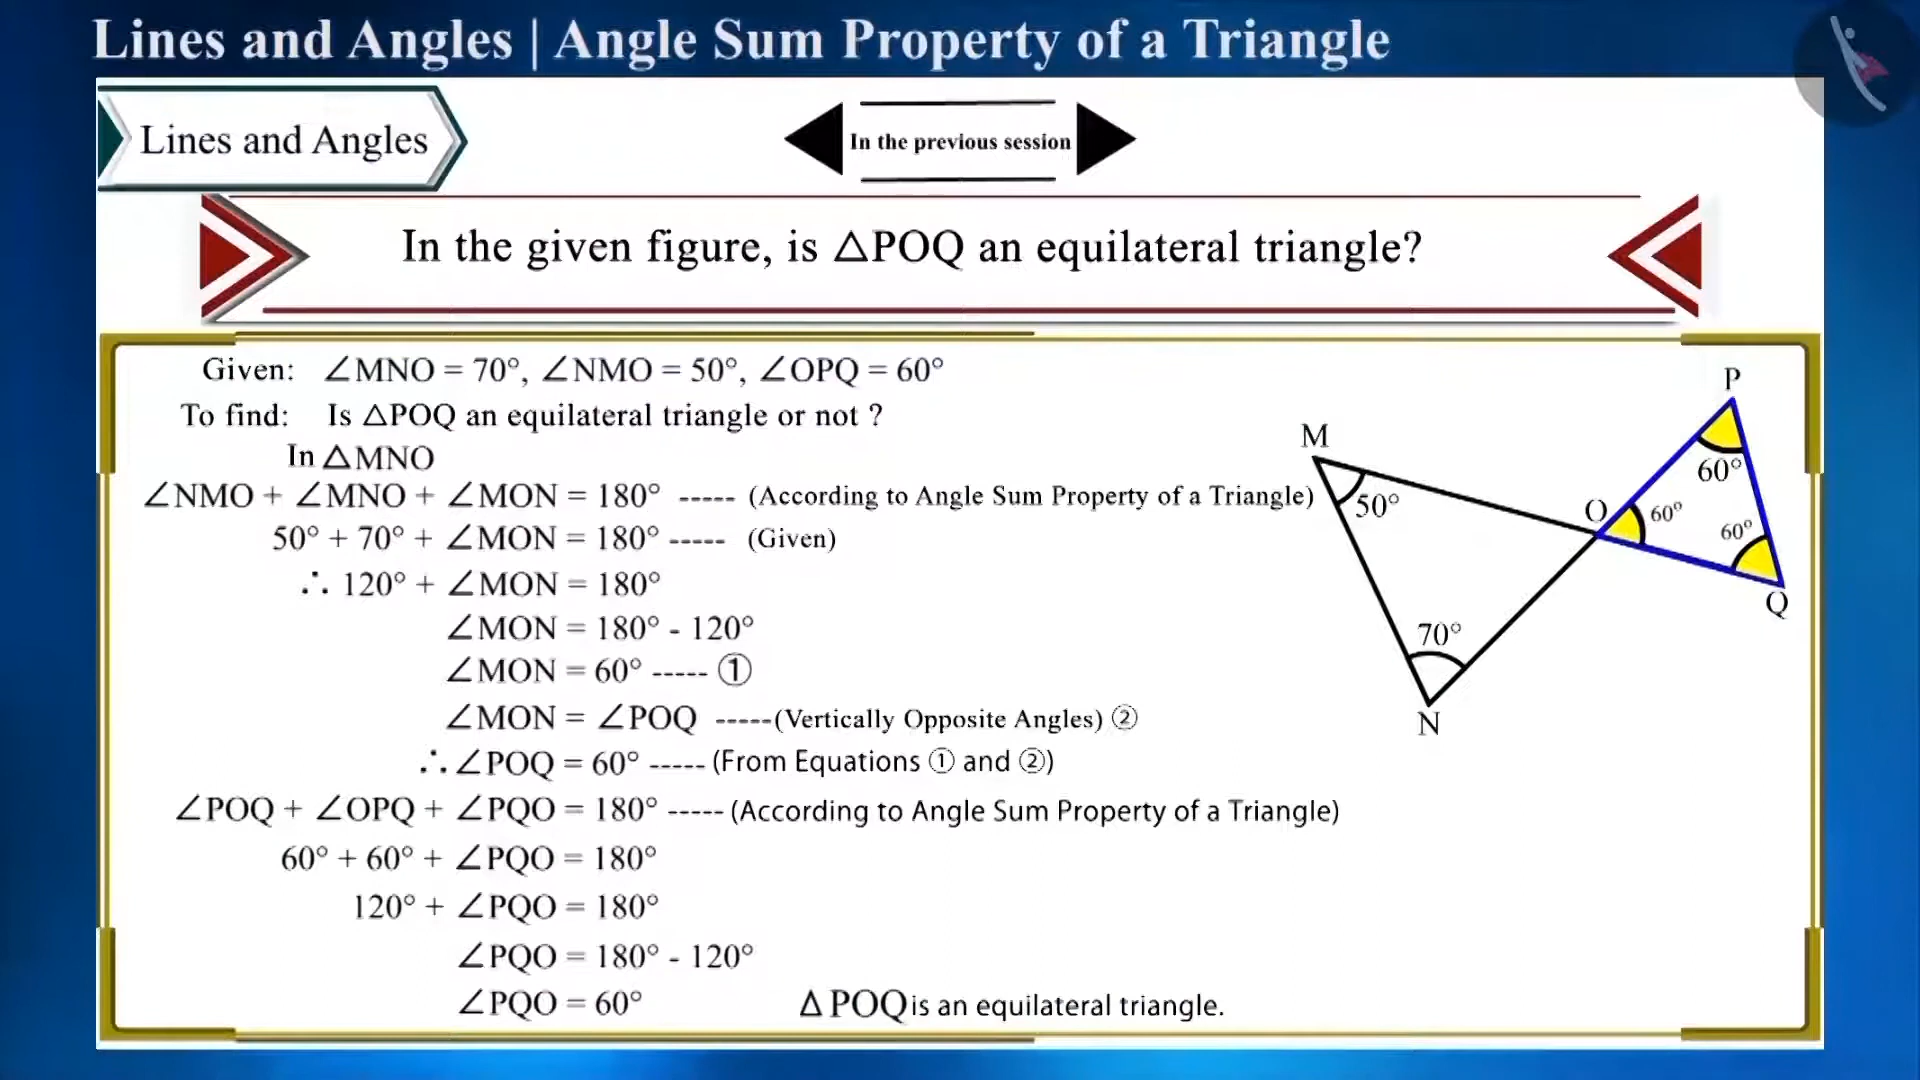 Lines and Angles | Angle Sum Property of a Triangle
Lines and Angles
In the previous session
In the given figure, is △POQ an equilateral triangle?
Given: ∠MNO = 70°, ∠NMO = 50°, ∠OPQ = 60°
To find: Is △POQ an equilateral triangle or not ?
In △MNO
∠NMO + ∠MNO + ∠MON = 180° ----- (According to Angle Sum Property of a Triangle)
50° + 70° + ∠MON = 180° ----- (Given)
∴ 120° + ∠MON = 180°
∠MON = 180° - 120°
∠MON = 60° ----- ①
∠MON = ∠POQ -----(Vertically Opposite Angles) ②
∴ ∠POQ = 60° ----- (From Equations ① and ②)
∠POQ + ∠OPQ + ∠PQO = 180° ----- (According to Angle Sum Property of a Triangle)
60° + 60° + ∠PQO = 180°
120° + ∠PQO = 180°
∠PQO = 180° - 120°
∠PQO = 60°
△ POQ is an equilateral triangle.
P
M
60°
50°
O
60°
60°
Q
70°
N